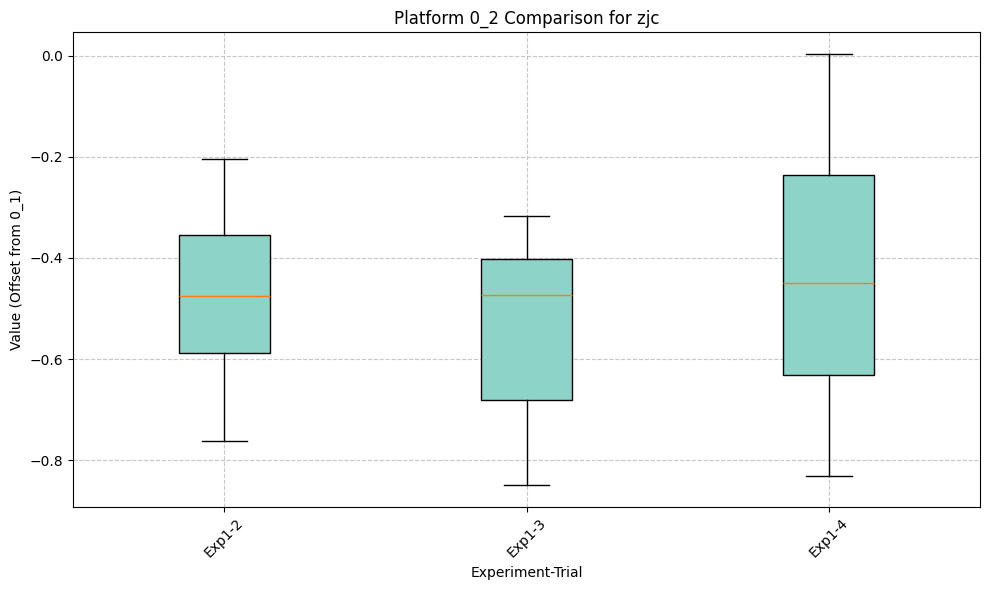 Platform 0_2 Comparison for zjc
Value (Offset from 0_1)
0.0
−0.2
−0.4
−0.6
−0.8
Exp1-2
Exp1-3
Exp1-4
Experiment-Trial